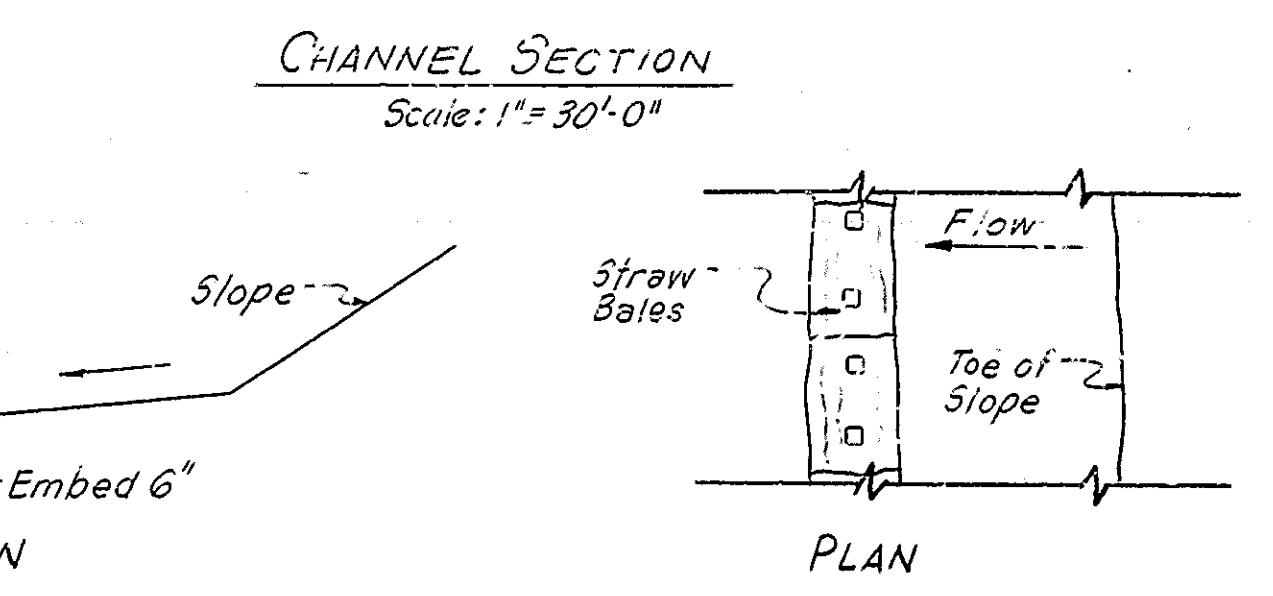 CHANNEL SECTION
Scale: 1"= 30'-0"
Slope
Embed 6"
N
Flow
Straw
Bales
Toe of
Slope
PLAN